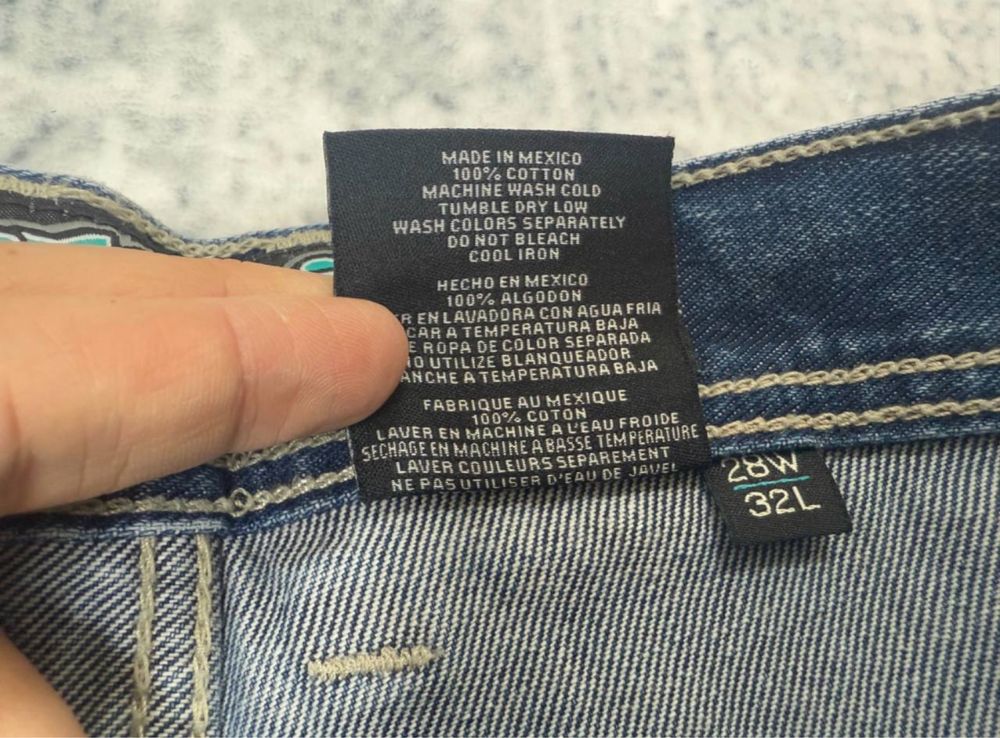 MADE IN MEXICO
100% COTTON
MACHINE WASH COLD
TUMBLE DRY LOW
WASH COLORS SEPARATELY
DO NOT BLEACH
COOL IRON
HECHO EN MEXICO
100% ALGODON
EN LAVADORA CON AGUA FRIA
A TEMPERATURA BAJA
ROPA DE COLOR SEPARADA
UTILIZE BLANQUEADOR
A TEMPERATURA BAJA
FABRIQUE AU MEXIQUE
100% COTON
LAVER EN MACHINE A L'EAU FROIDE
SECHAGE EN MACHINE A BASSE TEMPERATURE
LAVER COULEURS SEPAREMENT
NE PAS UTILISER D'EAU DE JAVEL
28W
32L